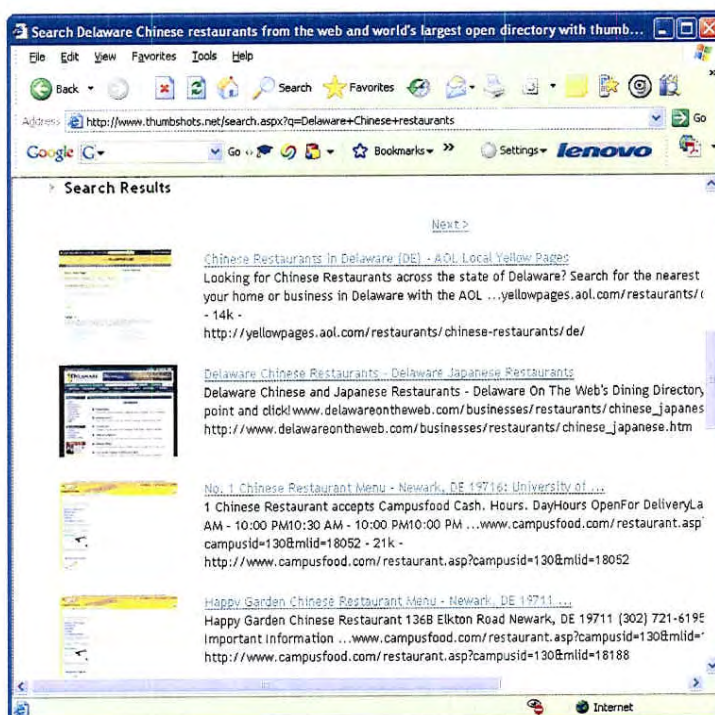 Search Delaware Chinese restaurants from the web and world's largest open directory with thumb...
File Edit View Favorites Tools Help
Back Search Favorites
Address http://www.thumbshots.net/search.aspx?q=Delaware+Chinese+restaurants Go
Google G Go Bookmarks Settings lenovo
Search Results
Next >
Chinese Restaurants in Delaware (DE) - AOL Local Yellow Pages
Looking for Chinese Restaurants across the state of Delaware? Search for the nearest
your home or business in Delaware with the AOL ...yellowpages.aol.com/restaurants/
- 14k -
http://yellowpages.aol.com/restaurants/chinese-restaurants/de/
Delaware Chinese Restaurants - Delaware Japanese Restaurants
Delaware Chinese and Japanese Restaurants - Delaware On The Web's Dining Directory
point and click!www.delawareontheweb.com/businesses/restaurants/chinese_japanes
http://www.delawareontheweb.com/businesses/restaurants/chinese_japanese.htm
No. 1 Chinese Restaurant Menu - Newark, DE 19716: University of ...
1 Chinese Restaurant accepts Campusfood Cash. Hours. DayHours OpenFor DeliveryLa
AM - 10:00 PM10:30 AM - 10:00 PM10:00 PM ...www.campusfood.com/restaurant.asp
campusid=130&mlid=18052 - 21k -
http://www.campusfood.com/restaurant.asp?campusid=130&mlid=18052
Happy Garden Chinese Restaurant Menu - Newark, DE 19711 ...
Happy Garden Chinese Restaurant 136B Elkton Road Newark, DE 19711 (302) 721-6195
Important Information ...www.campusfood.com/restaurant.asp?campusid=130&mlid=
http://www.campusfood.com/restaurant.asp?campusid=130&mlid=18188
Internet